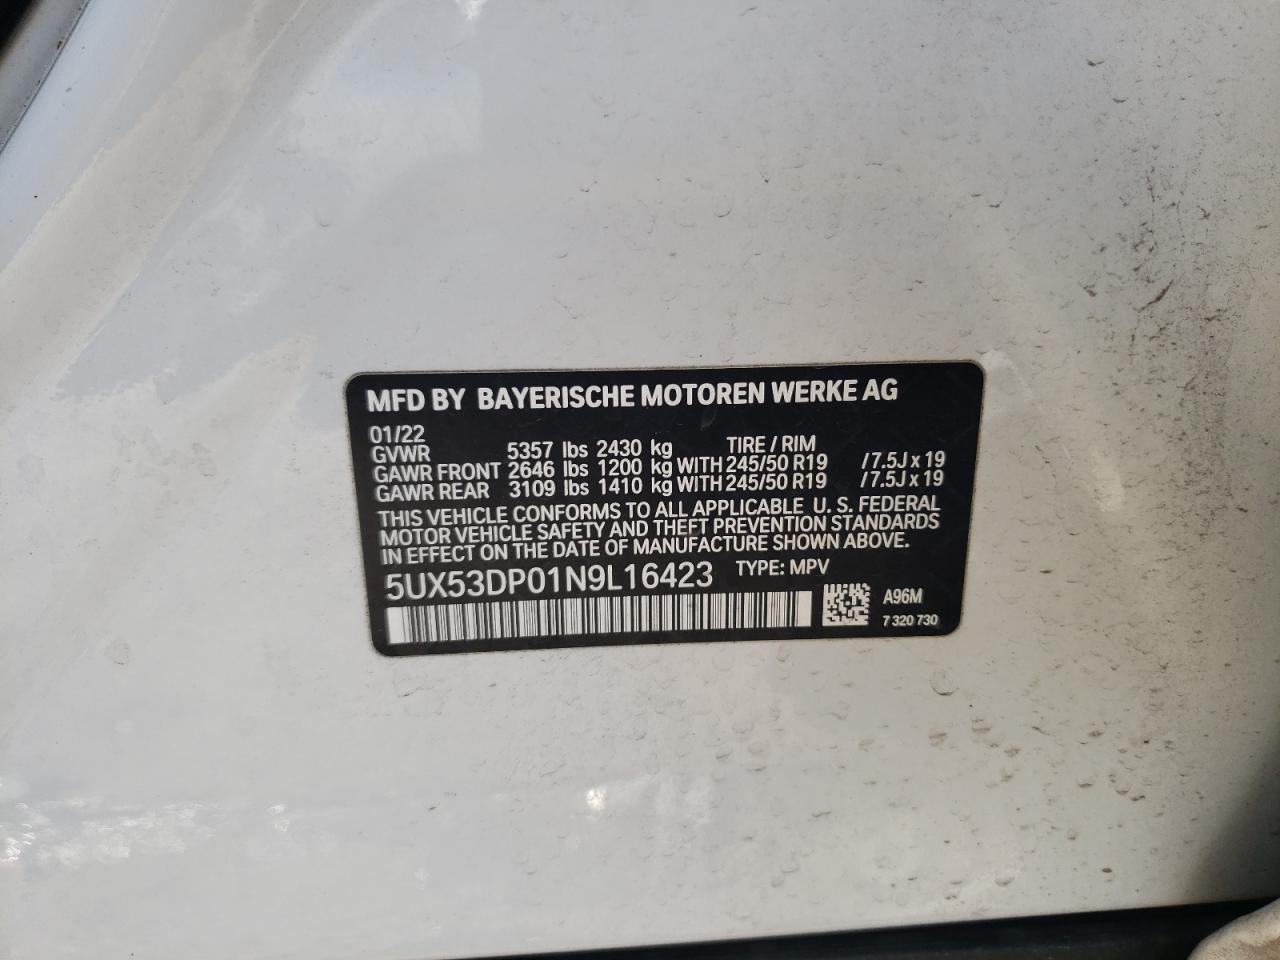 MFD BY BAYERISCHE MOTOREN WERKE AG
01/22
GVWR 5357 lbs 2430 kg TIRE / RIM
GAWR FRONT 2646 lbs 1200 kg WITH 245/50 R19 /7.5J x 19
GAWR REAR 3109 lbs 1410 kg WITH 245/50 R19 /7.5J x 19
THIS VEHICLE CONFORMS TO ALL APPLICABLE U. S. FEDERAL
MOTOR VEHICLE SAFETY AND THEFT PREVENTION STANDARDS
IN EFFECT ON THE DATE OF MANUFACTURE SHOWN ABOVE.
5UX53DP01N9L16423 TYPE: MPV
A96M
7 320 730